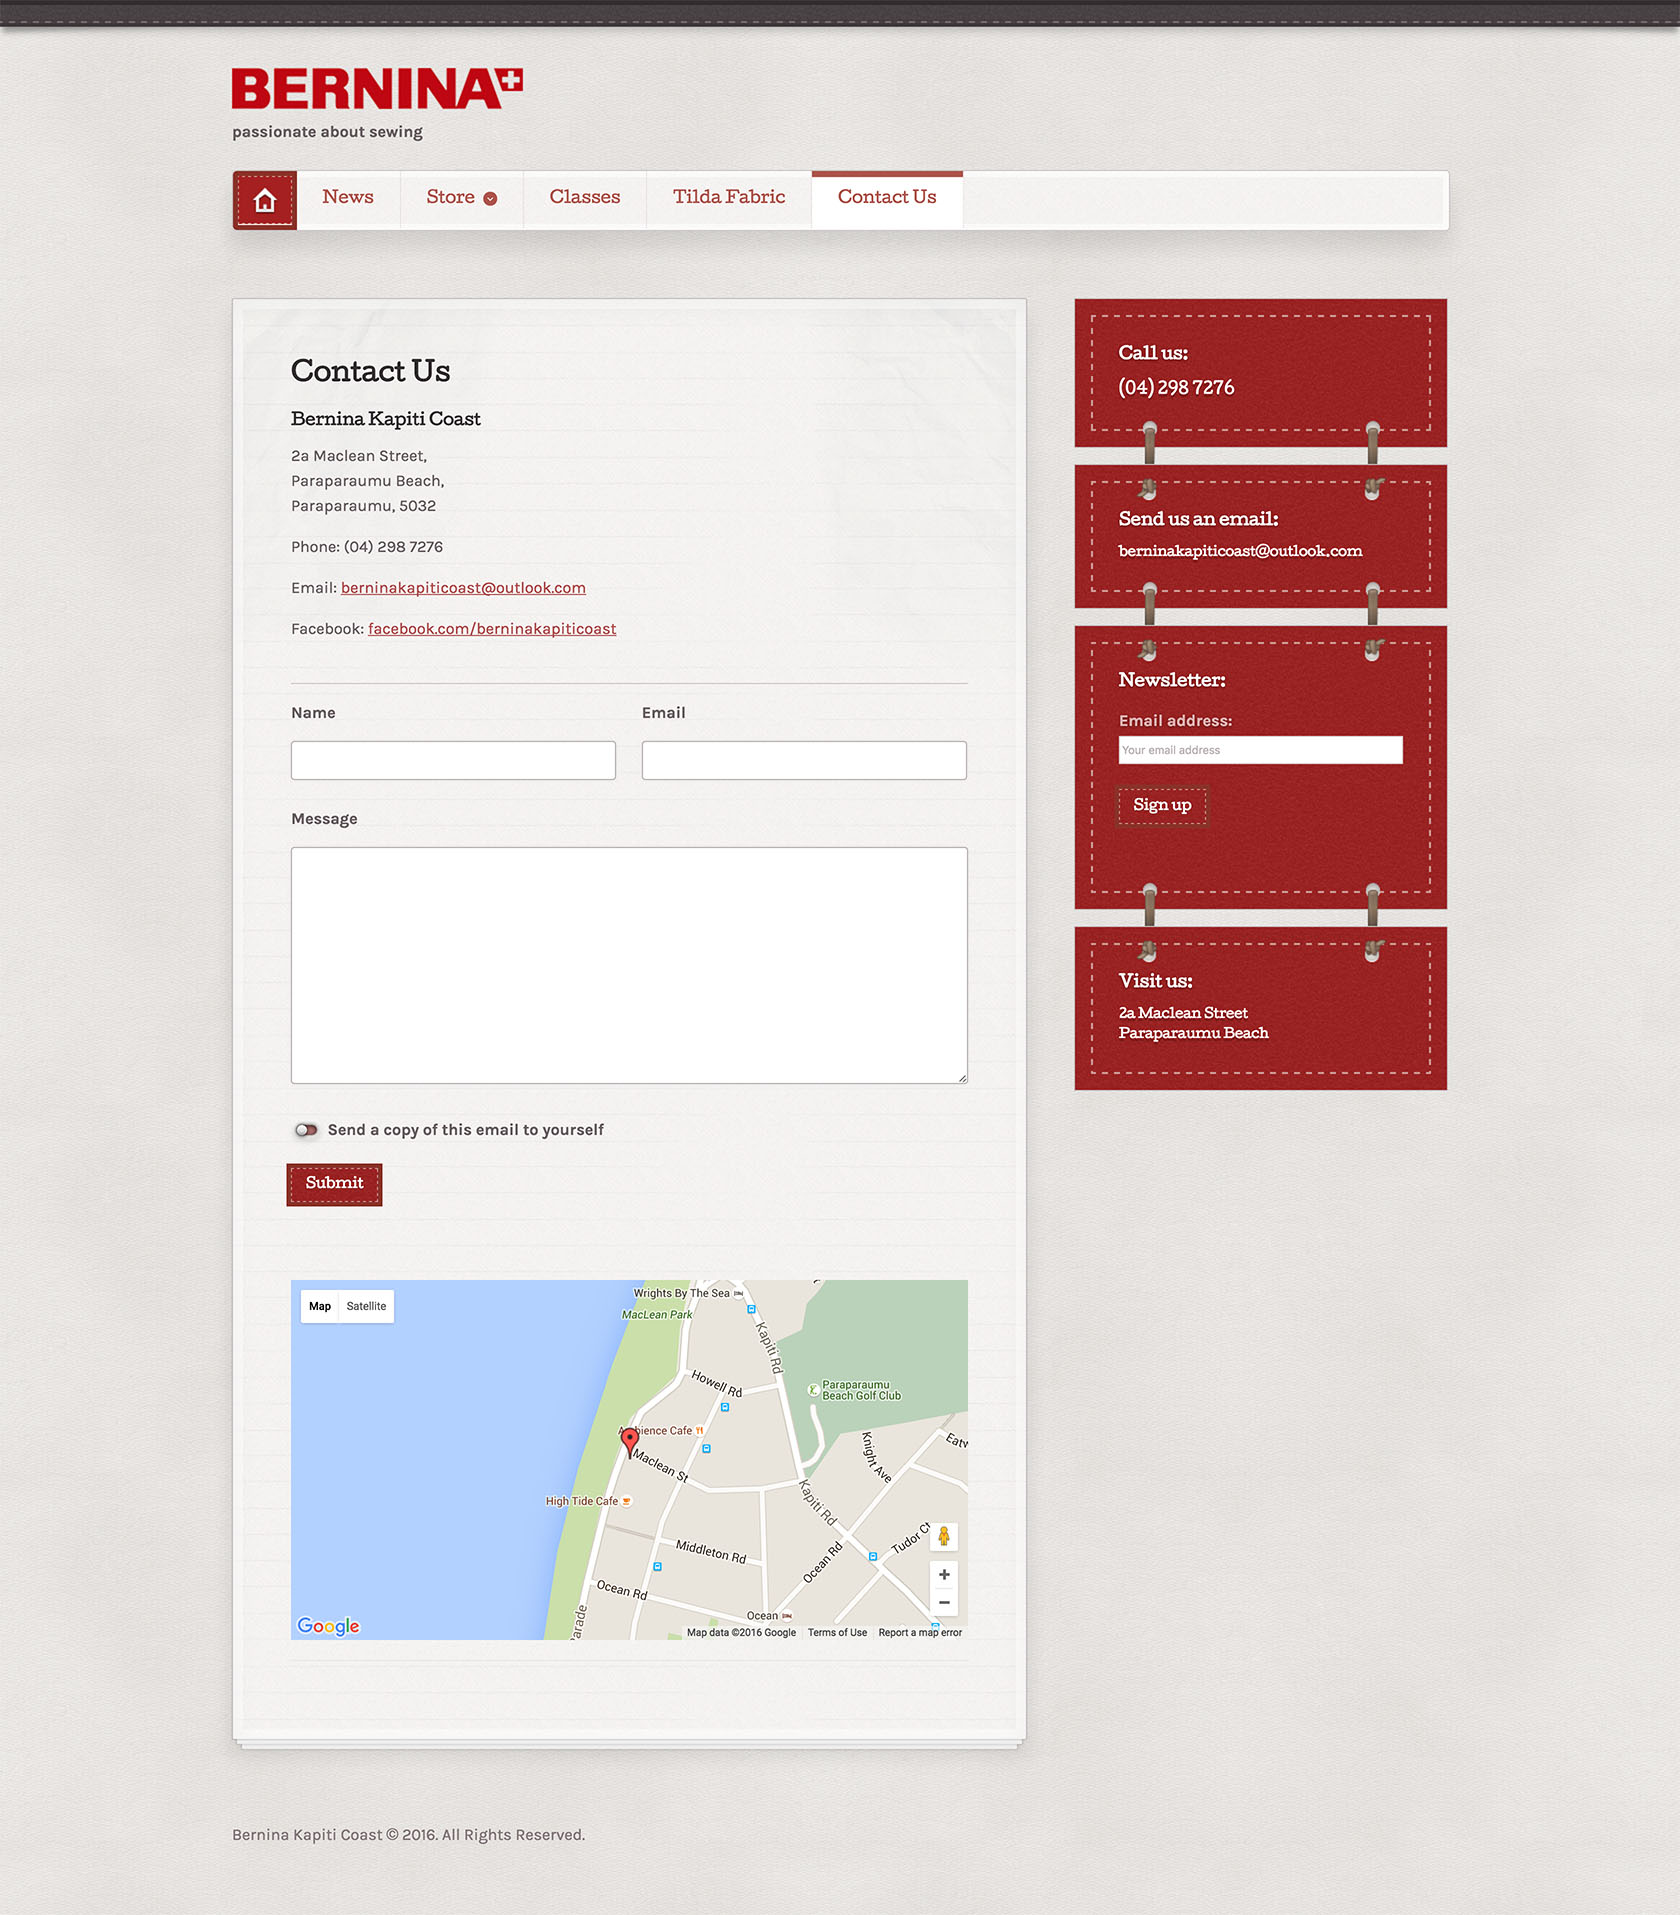 BERNINA
passionate about sewing
News
Store
Classes
Tilda Fabric
Contact Us
Contact Us
Bernina Kapiti Coast
2a Maclean Street,
Paraparaumu Beach,
Paraparaumu, 5032
Phone: (04) 298 7276
Email: berninakapiticoast@outlook.com
Facebook: facebook.com/berninakapiticoast
Name
Email
Message
Send a copy of this email to yourself
Submit
Map
Satellite
Wrights By The Sea
MacLean Park
Kapiti Rd
Howell Rd
Paraparaumu
Beach Golf Club
Knight Ave
Maclean St
High Tide Cafe
Kapiti Rd
Tudor Ct
Middleton Rd
Ocean Rd
Ocean Rd
Ocean
Google
Map data ©2016 Google
Terms of Use
Report a map error
Call us:
(04) 298 7276
Send us an email:
berninakapiticoast@outlook.com
Newsletter:
Email address:
Your email address
Sign up
Visit us:
2a Maclean Street
Paraparaumu Beach
Bernina Kapiti Coast © 2016. All Rights Reserved.